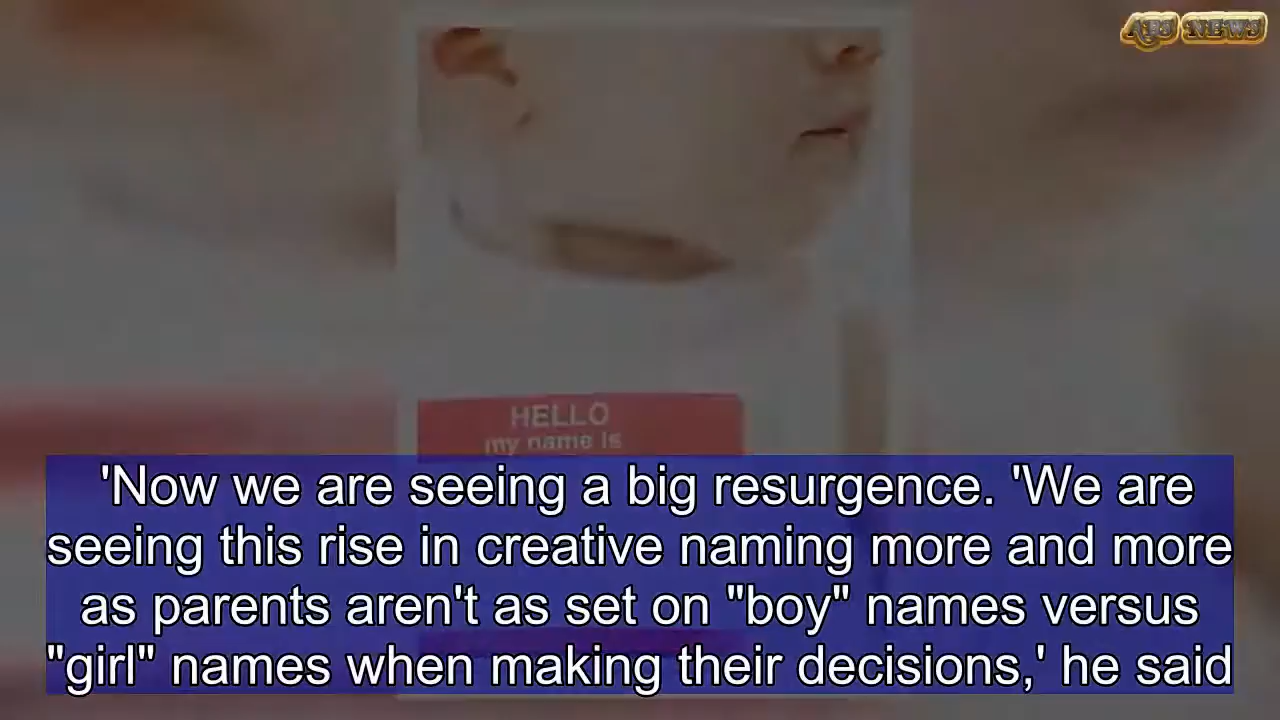 ATS NEWS
HELLO
my name is
'Now we are seeing a big resurgence. 'We are
seeing this rise in creative naming more and more
as parents aren't as set on "boy" names versus
"girl" names when making their decisions,' he said